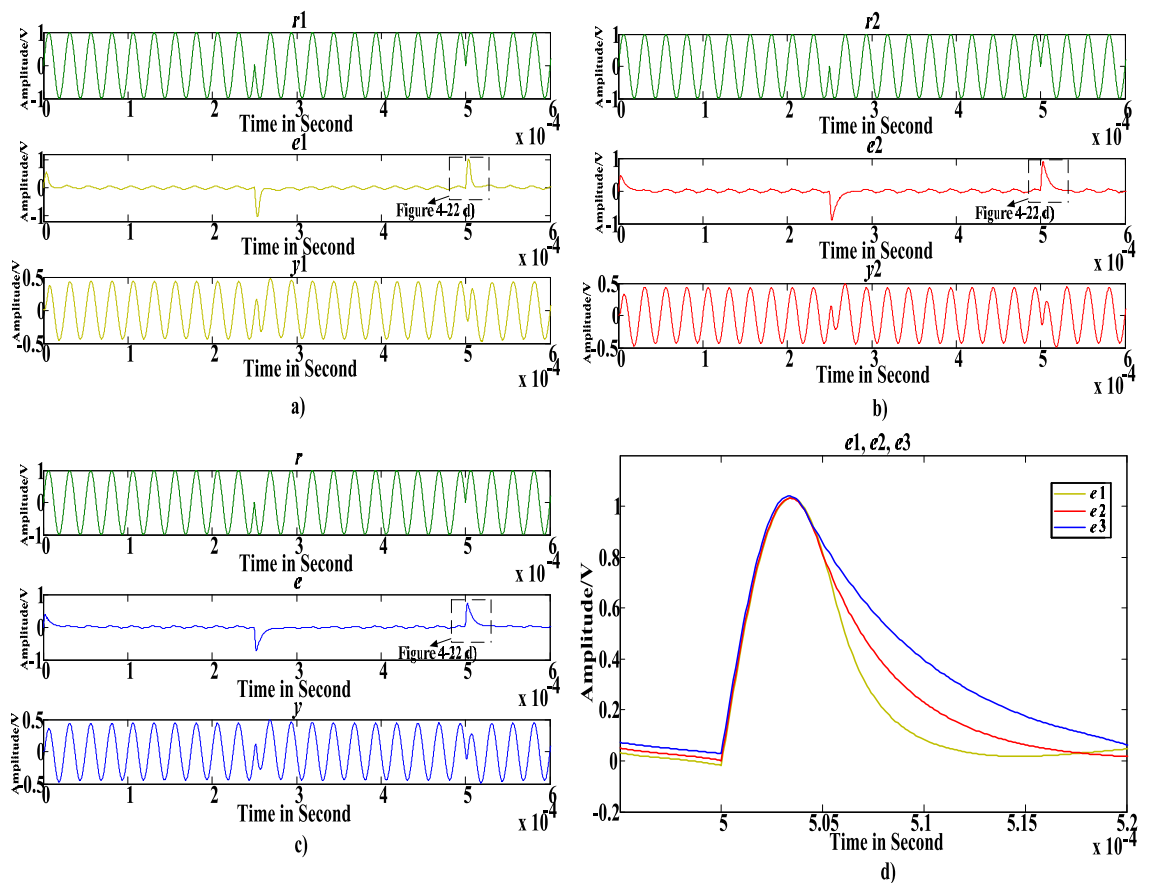 r1
Amplitude/V
1
0
-1
0 1 2 3 4 5 6
Time in Second
x 10-4
e1
Amplitude/V
1
0
-1
Figure 4-22 d)
0 1 2 3 4 5 6
Time in Second
x 10-4
y1
Amplitude/V
0.5
0
-0.5
0 1 2 3 4 5 6
Time in Second
x 10-4
a)
r2
Amplitude/V
1
0
-1
0 1 2 3 4 5 6
Time in Second
x 10-4
e2
Amplitude/V
1
0
-1
Figure 4-22 d)
0 1 2 3 4 5 6
Time in Second
x 10-4
y2
Amplitude/V
0.5
0
-0.5
0 1 2 3 4 5 6
Time in Second
x 10-4
b)
r
Amplitude/V
1
0
-1
0 1 2 3 4 5 6
Time in Second
x 10-4
e
Amplitude/V
1
0
-1
Figure 4-22 d)
0 1 2 3 4 5 6
Time in Second
x 10-4
y
Amplitude/V
0.5
0
-0.5
0 1 2 3 4 5 6
Time in Second
x 10-4
c)
e1, e2, e3
e1
e2
e3
Amplitude/V
1
0.8
0.6
0.4
0.2
0
-0.2
5 5.05 5.1 5.15 5.2
Time in Second
x 10-4
d)